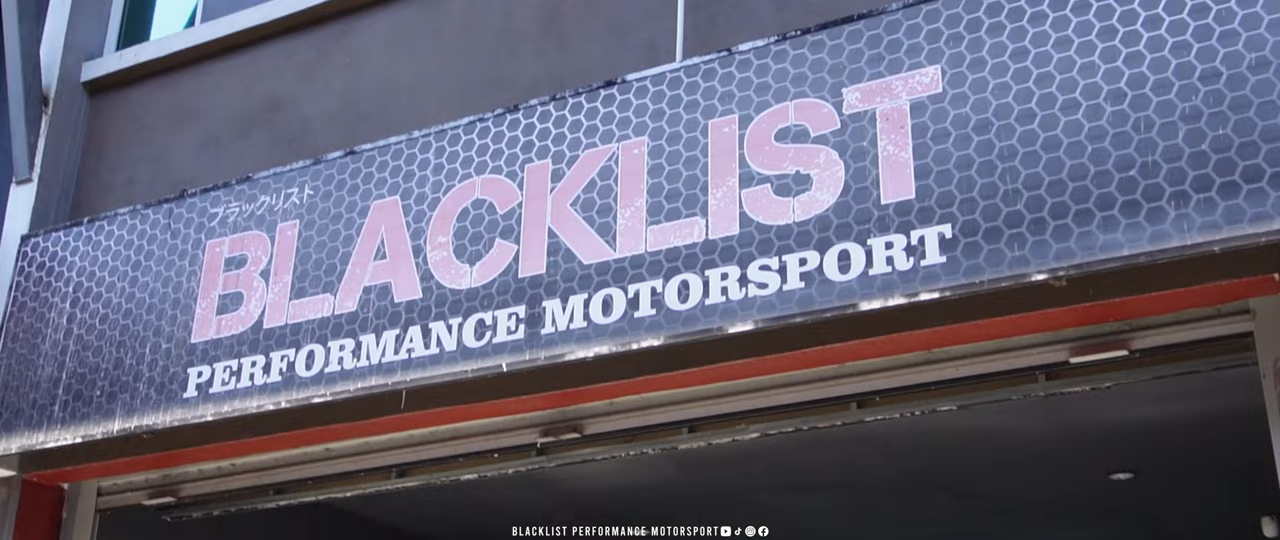 ブラックリスト
BLACKLIST
PERFORMANCE MOTORSPORT
BLACKLIST PERFORMANCE MOTORSPORT